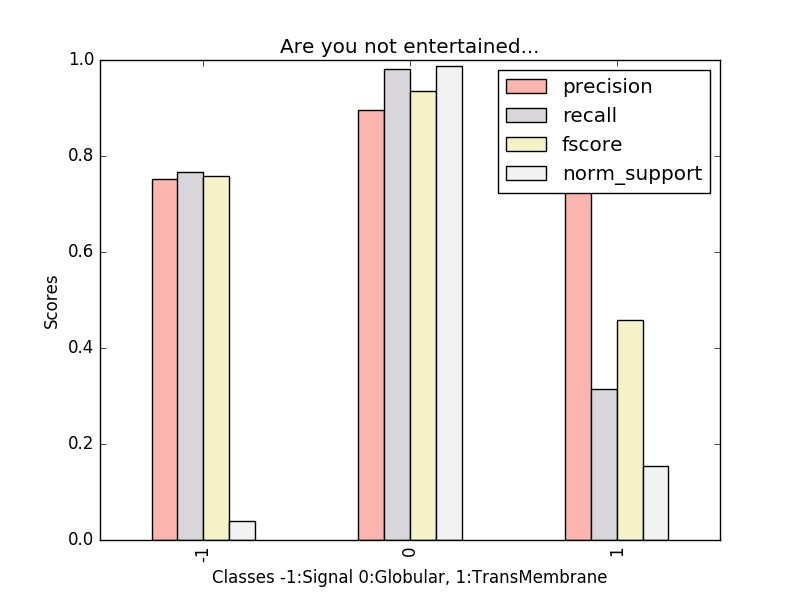 Are you not entertained...
1.0
0.8
0.6
0.4
0.2
0.0
Scores
precision
recall
fscore
norm_support
-1
0
1
Classes -1:Signal 0:Globular, 1:TransMembrane